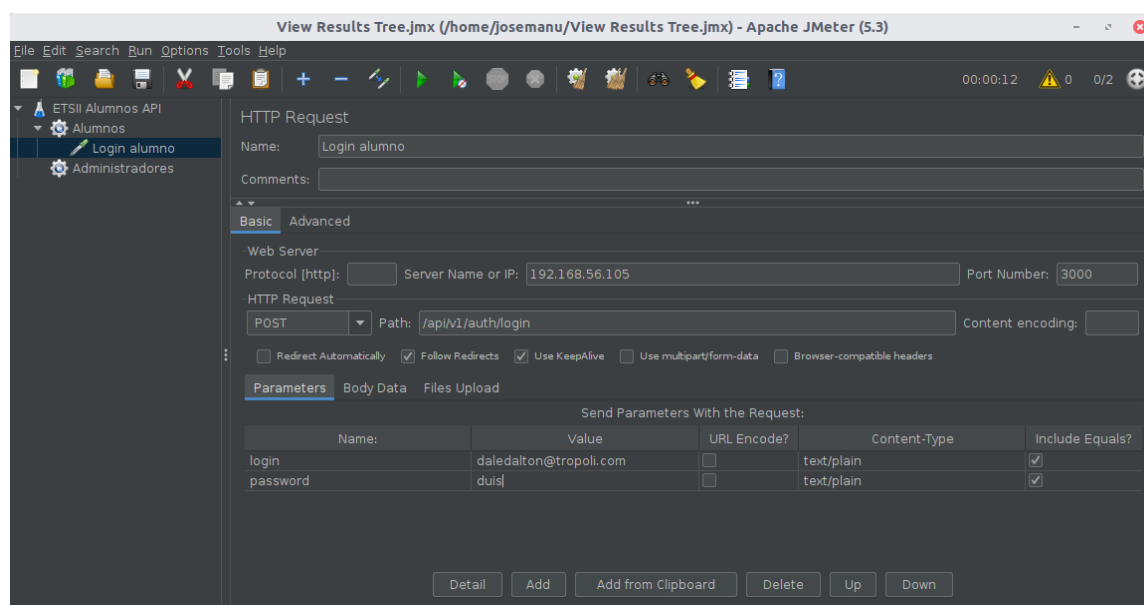 View Results Tree.jmx (/home/josemanu/View Results Tree.jmx) - Apache JMeter (5.3)
File Edit Search Run Options Tools Help
00:00:12 0 0/2
ETSII Alumnos API
Alumnos
Login alumno
Administradores
HTTP Request
Name: Login alumno
Comments:
Basic Advanced
Web Server
Protocol [http]: Server Name or IP: 192.168.56.105 Port Number: 3000
HTTP Request
POST Path: /api/v1/auth/login Content encoding:
Redirect Automatically Follow Redirects Use KeepAlive Use multipart/form-data Browser-compatible headers
Parameters Body Data Files Upload
Send Parameters With the Request:
Name: Value URL Encode? Content-Type Include Equals?
login daledalton@tropoli.com text/plain
password duis text/plain
Detail Add Add from Clipboard Delete Up Down